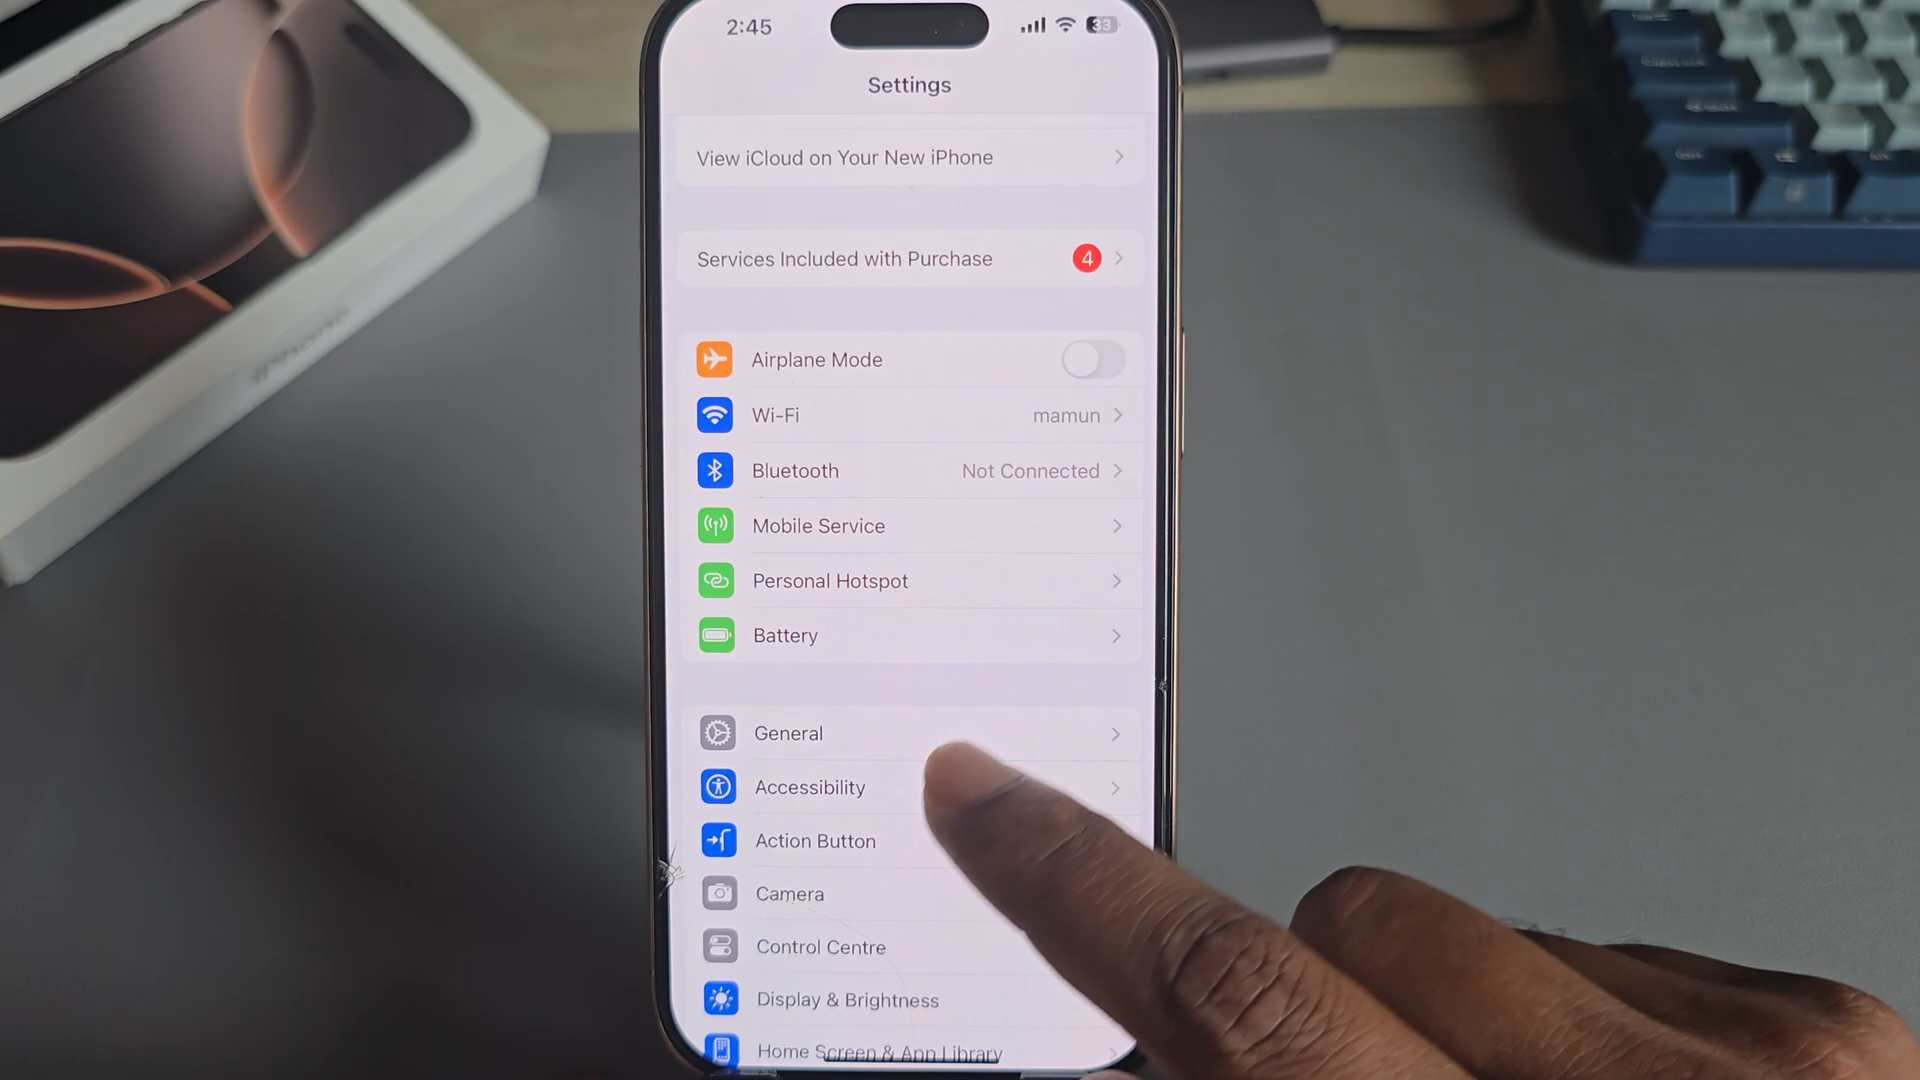 2:45
33
Settings
View iCloud on Your New iPhone
Services Included with Purchase 4
Airplane Mode
Wi-Fi mamun
Bluetooth Not Connected
Mobile Service
Personal Hotspot
Battery
General
Accessibility
Action Button
Camera
Control Centre
Display & Brightness
Home Screen & App Library
iPhone